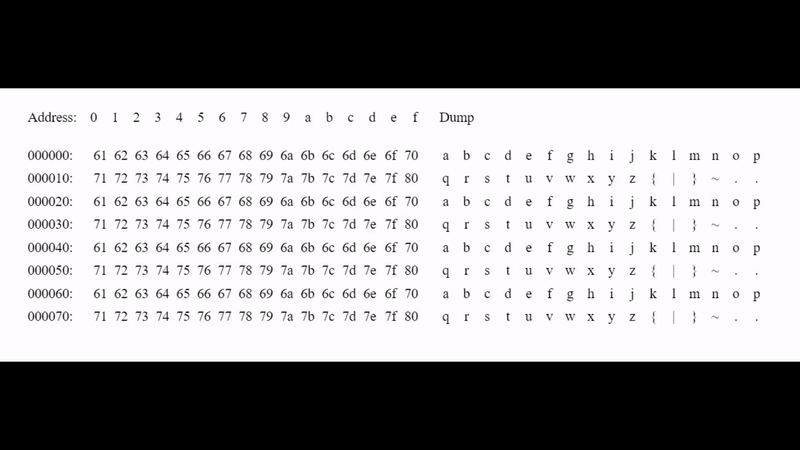 Address: 0 1 2 3 4 5 6 7 8 9 a b c d e f Dump
000000: 61 62 63 64 65 66 67 68 69 6a 6b 6c 6d 6e 6f 70 a b c d e f g h i j k l m n o p
000010: 71 72 73 74 75 76 77 78 79 7a 7b 7c 7d 7e 7f 80 q r s t u v w x y z { | } ~ . .
000020: 61 62 63 64 65 66 67 68 69 6a 6b 6c 6d 6e 6f 70 a b c d e f g h i j k l m n o p
000030: 71 72 73 74 75 76 77 78 79 7a 7b 7c 7d 7e 7f 80 q r s t u v w x y z { | } ~ . .
000040: 61 62 63 64 65 66 67 68 69 6a 6b 6c 6d 6e 6f 70 a b c d e f g h i j k l m n o p
000050: 71 72 73 74 75 76 77 78 79 7a 7b 7c 7d 7e 7f 80 q r s t u v w x y z { | } ~ . .
000060: 61 62 63 64 65 66 67 68 69 6a 6b 6c 6d 6e 6f 70 a b c d e f g h i j k l m n o p
000070: 71 72 73 74 75 76 77 78 79 7a 7b 7c 7d 7e 7f 80 q r s t u v w x y z { | } ~ . .